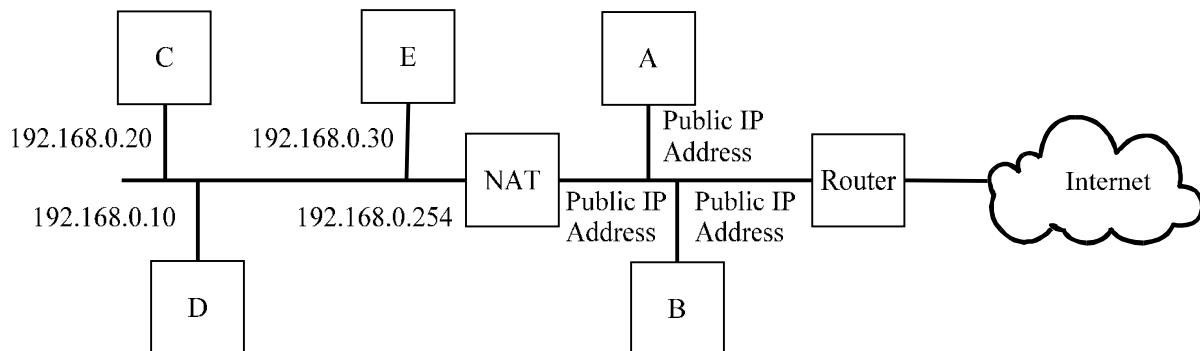 C
E
A
192.168.0.20
192.168.0.30
Public IP
Address
NAT
Router
Internet
192.168.0.10
192.168.0.254
Public IP
Address
Public IP
Address
D
B